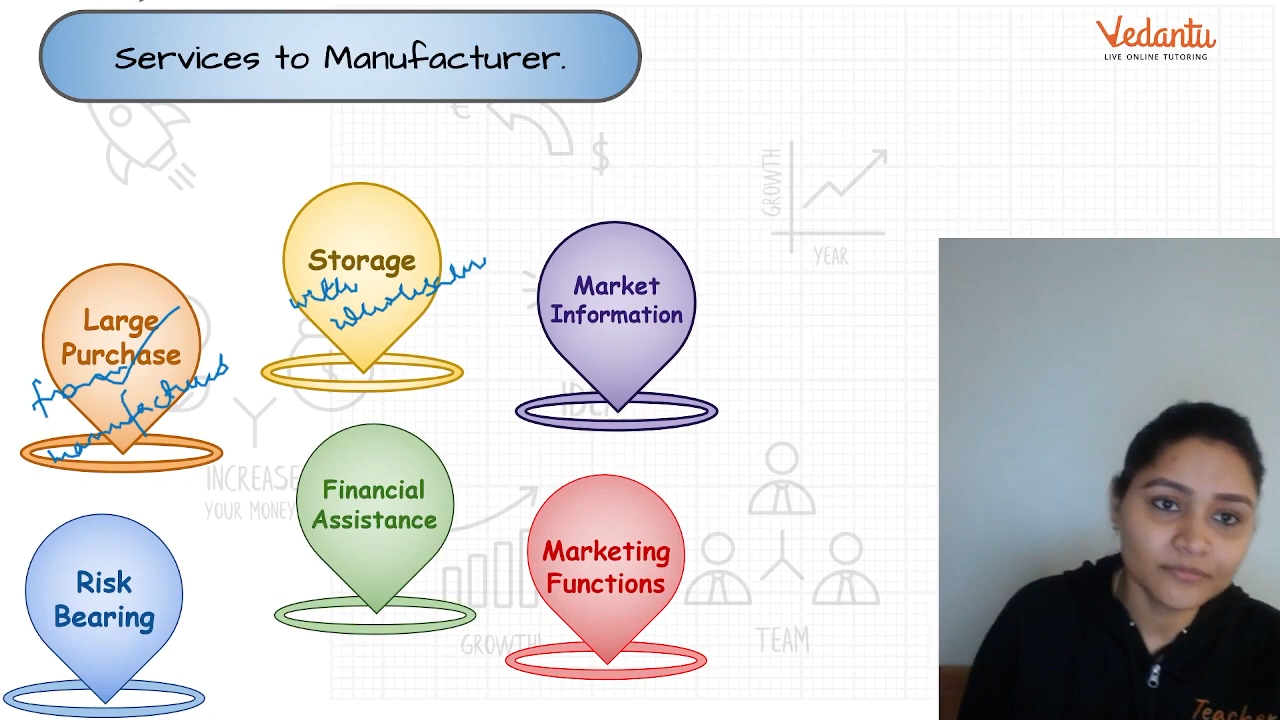 Services to Manufacturer.
Vedantu
LIVE ONLINE TUTORING
€
$
GROWTH
YEAR
Storage
with
wholesaler
Market
Information
Large
Purchase
from
manufacturers
$
INCREASE
YOUR MONEY
Financial
Assistance
Marketing
Functions
Risk
Bearing
GROWTH!
TEAM
Teacher